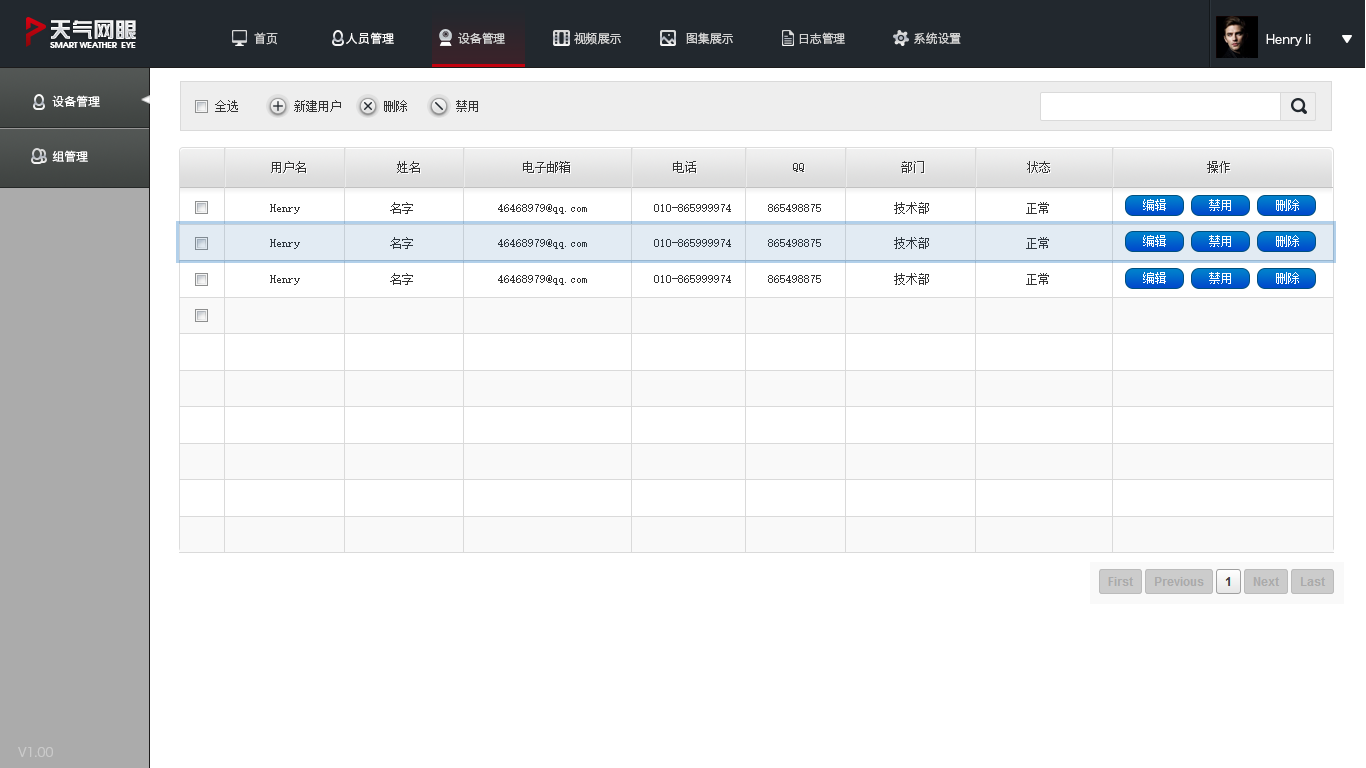 天气网眼
SMART WEATHER EYE
首页 人员管理 设备管理 视频展示 图集展示 日志管理 系统设置
Henry li
设备管理
组管理
全选 新建用户 删除 禁用
用户名 姓名 电子邮箱 电话 QQ 部门 状态 操作
Henry 名字 46468979@qq.com 010-865999974 865498875 技术部 正常 编辑 禁用 删除
Henry 名字 46468979@qq.com 010-865999974 865498875 技术部 正常 编辑 禁用 删除
Henry 名字 46468979@qq.com 010-865999974 865498875 技术部 正常 编辑 禁用 删除
First Previous 1 Next Last
V1.00